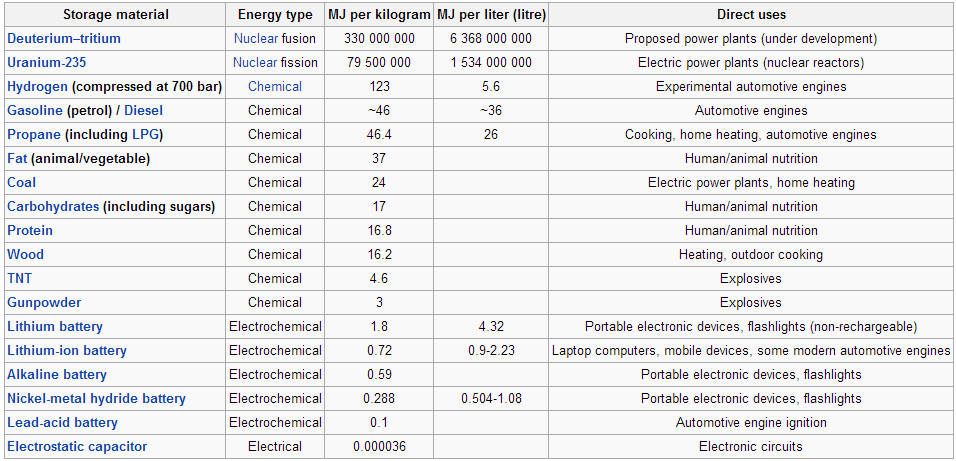 Storage material Energy type MJ per kilogram MJ per liter (litre) Direct uses
Deuterium–tritium Nuclear fusion 330 000 000 6 368 000 000 Proposed power plants (under development)
Uranium-235 Nuclear fission 79 500 000 1 534 000 000 Electric power plants (nuclear reactors)
Hydrogen (compressed at 700 bar) Chemical 123 5.6 Experimental automotive engines
Gasoline (petrol) / Diesel Chemical ~46 ~36 Automotive engines
Propane (including LPG) Chemical 46.4 26 Cooking, home heating, automotive engines
Fat (animal/vegetable) Chemical 37 Human/animal nutrition
Coal Chemical 24 Electric power plants, home heating
Carbohydrates (including sugars) Chemical 17 Human/animal nutrition
Protein Chemical 16.8 Human/animal nutrition
Wood Chemical 16.2 Heating, outdoor cooking
TNT Chemical 4.6 Explosives
Gunpowder Chemical 3 Explosives
Lithium battery Electrochemical 1.8 4.32 Portable electronic devices, flashlights (non-rechargeable)
Lithium-ion battery Electrochemical 0.72 0.9-2.23 Laptop computers, mobile devices, some modern automotive engines
Alkaline battery Electrochemical 0.59 Portable electronic devices, flashlights
Nickel-metal hydride battery Electrochemical 0.288 0.504-1.08 Portable electronic devices, flashlights
Lead-acid battery Electrochemical 0.1 Automotive engine ignition
Electrostatic capacitor Electrical 0.000036 Electronic circuits